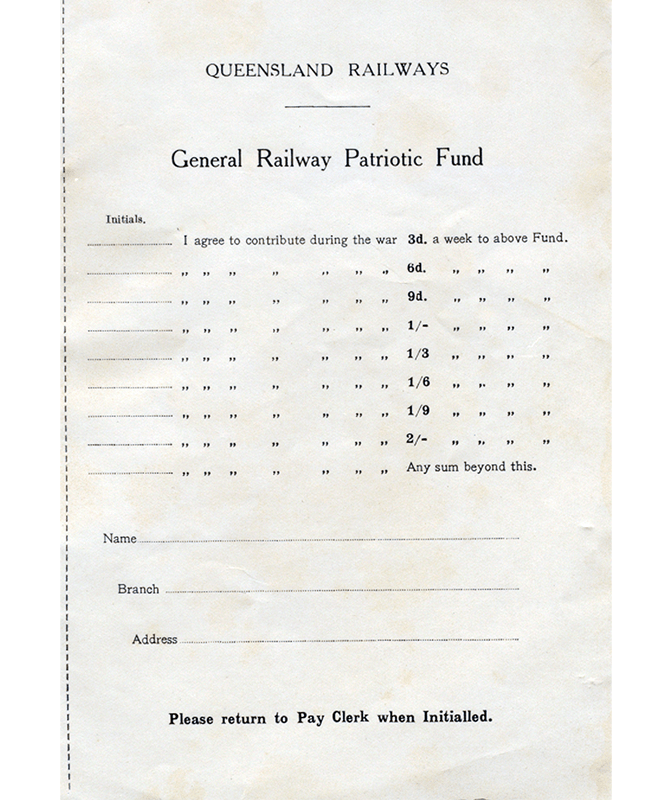 QUEENSLAND RAILWAYS
General Railway Patriotic Fund
Initials.
I agree to contribute during the war 3d. a week to above Fund.
„ „ „ „ „ „ „ 6d. „ „ „ „
„ „ „ „ „ „ „ 9d. „ „ „ „
„ „ „ „ „ „ „ 1/- „ „ „ „
„ „ „ „ „ „ „ 1/3 „ „ „ „
„ „ „ „ „ „ „ 1/6 „ „ „ „
„ „ „ „ „ „ „ 1/9 „ „ „ „
„ „ „ „ „ „ „ 2/- „ „ „ „
„ „ „ „ „ „ „ Any sum beyond this.
Name
Branch
Address
Please return to Pay Clerk when Initialled.